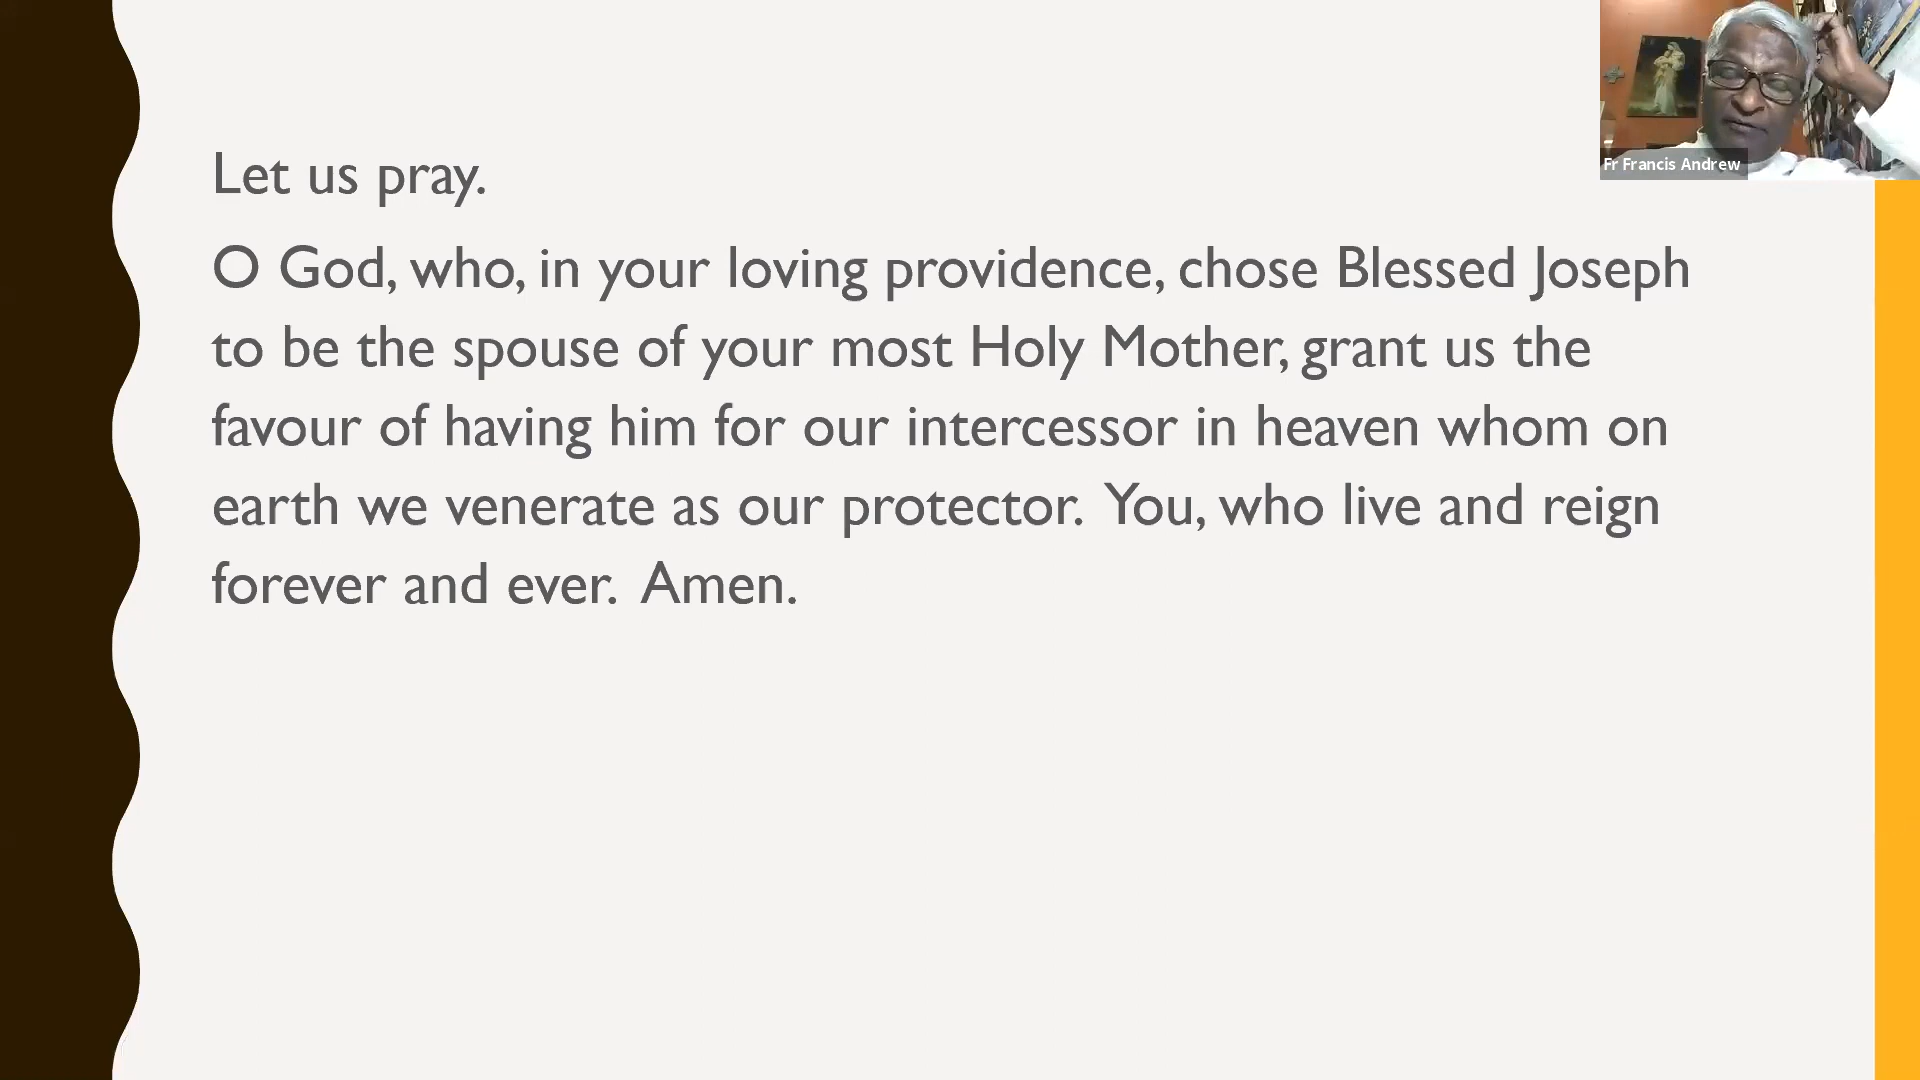 Let us pray.
O God, who, in your loving providence, chose Blessed Joseph
to be the spouse of your most Holy Mother, grant us the
favour of having him for our intercessor in heaven whom on
earth we venerate as our protector.  You, who live and reign
forever and ever.  Amen.
Fr Francis Andrew